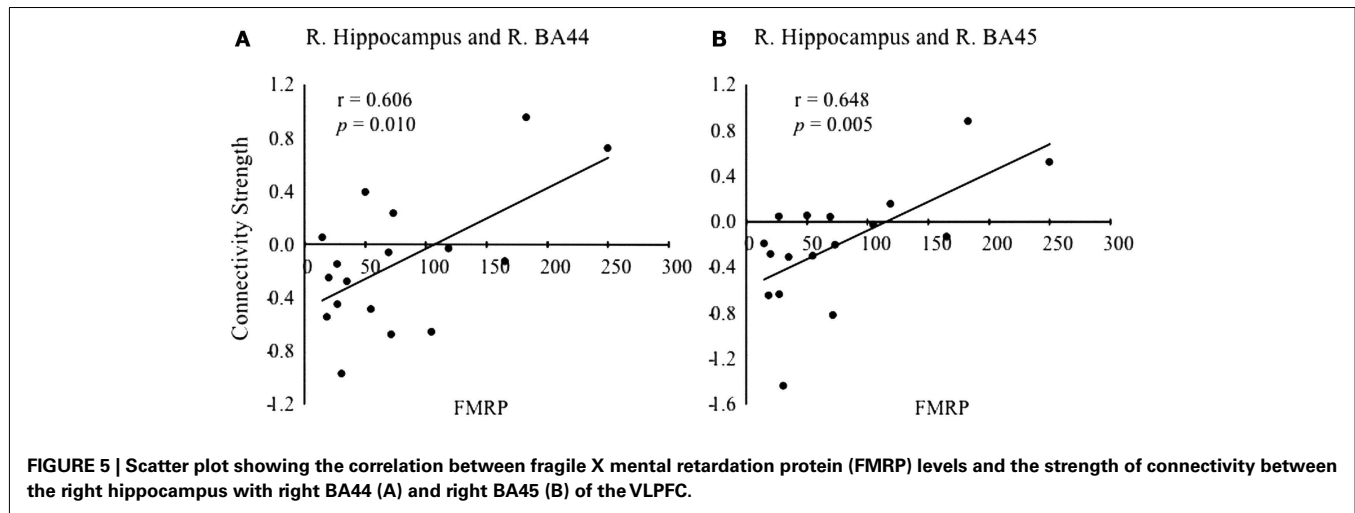 A R. Hippocampus and R. BA44
1.2
r = 0.606
p = 0.010
0.8
0.4
0.0
0 50 100 150 200 250 300
-0.4
-0.8
-1.2
Connectivity Strength
FMRP
B R. Hippocampus and R. BA45
1.2
r = 0.648
p = 0.005
0.8
0.4
0.0
0 50 100 150 200 250 300
-0.4
-0.8
-1.2
-1.6
FMRP
FIGURE 5 | Scatter plot showing the correlation between fragile X mental retardation protein (FMRP) levels and the strength of connectivity between
the right hippocampus with right BA44 (A) and right BA45 (B) of the VLPFC.